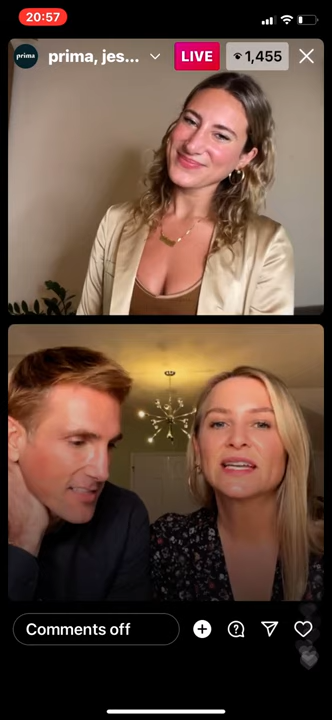 20:57
prima
prima, jes...
LIVE
1,455
Comments off